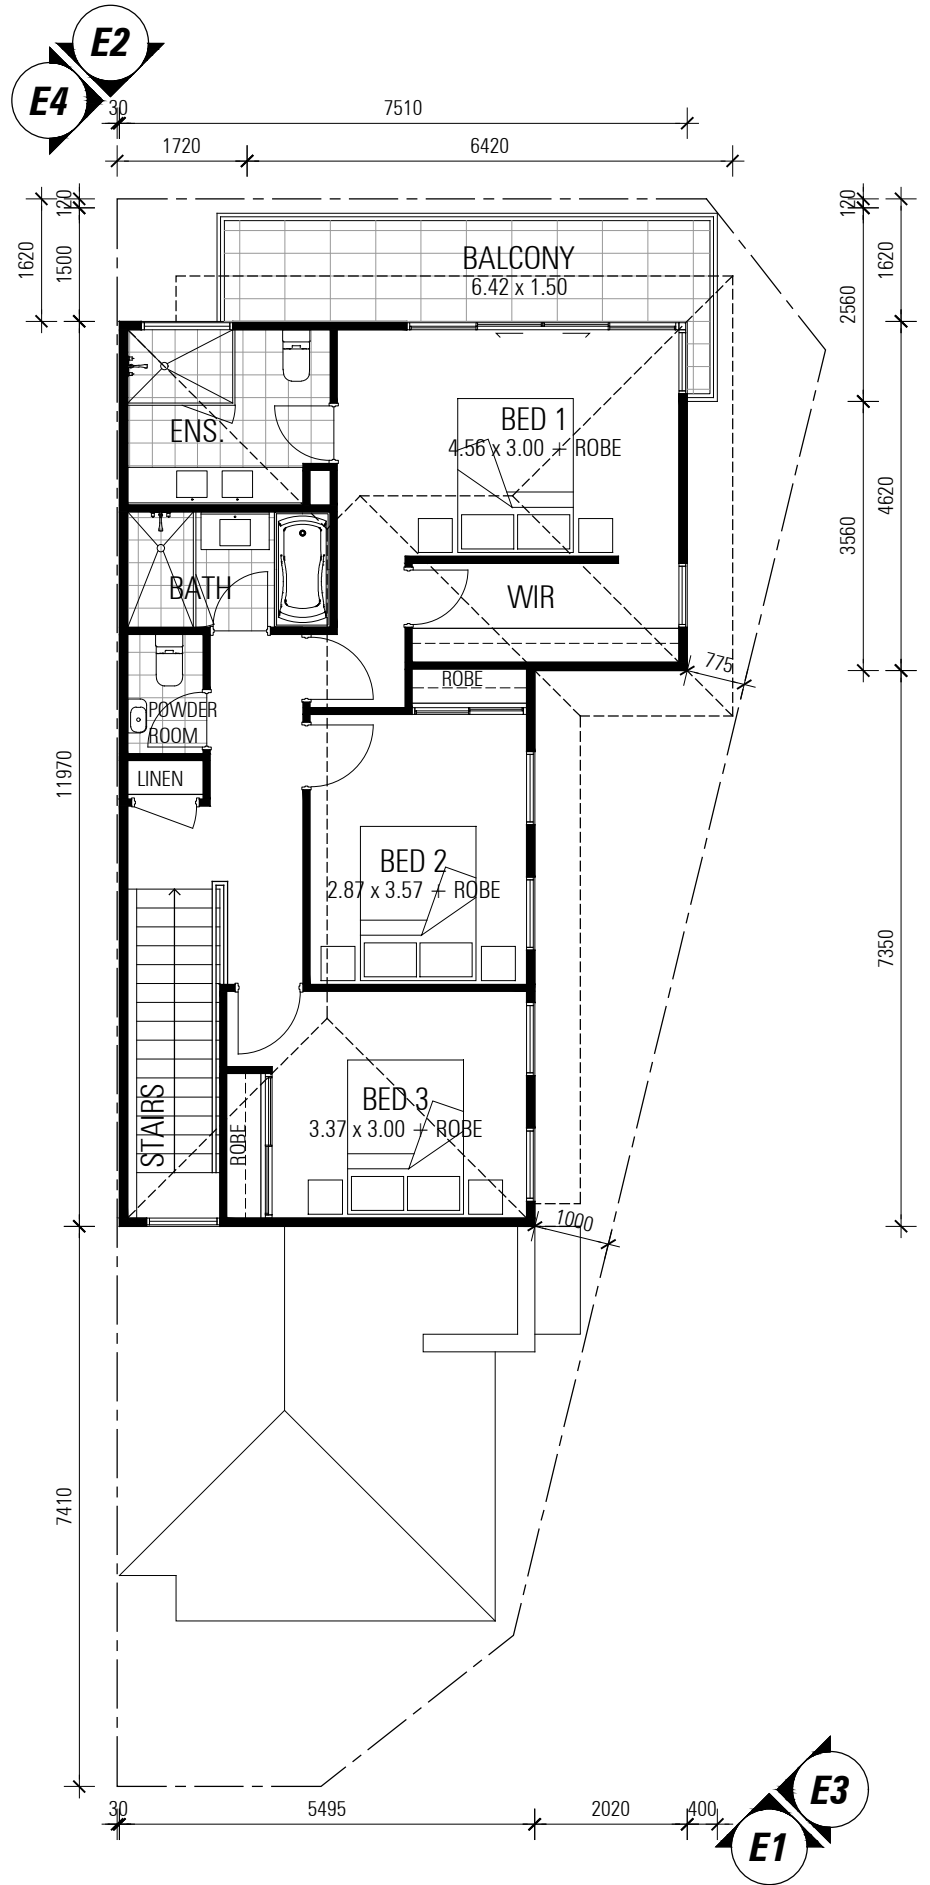 E2
E4
30
7510
1720
6420
120
1620
1500
120
2560
1620
BALCONY
6.42 x 1.50
ENS.
BED 1
4.56 x 3.00 + ROBE
3560
4620
BATH
WIR
775
ROBE
POWDER
ROOM
LINEN
11970
BED 2
2.87 x 3.57 + ROBE
7350
STAIRS
ROBE
BED 3
3.37 x 3.00 + ROBE
1000
7410
30
5495
2020
400
E3
E1